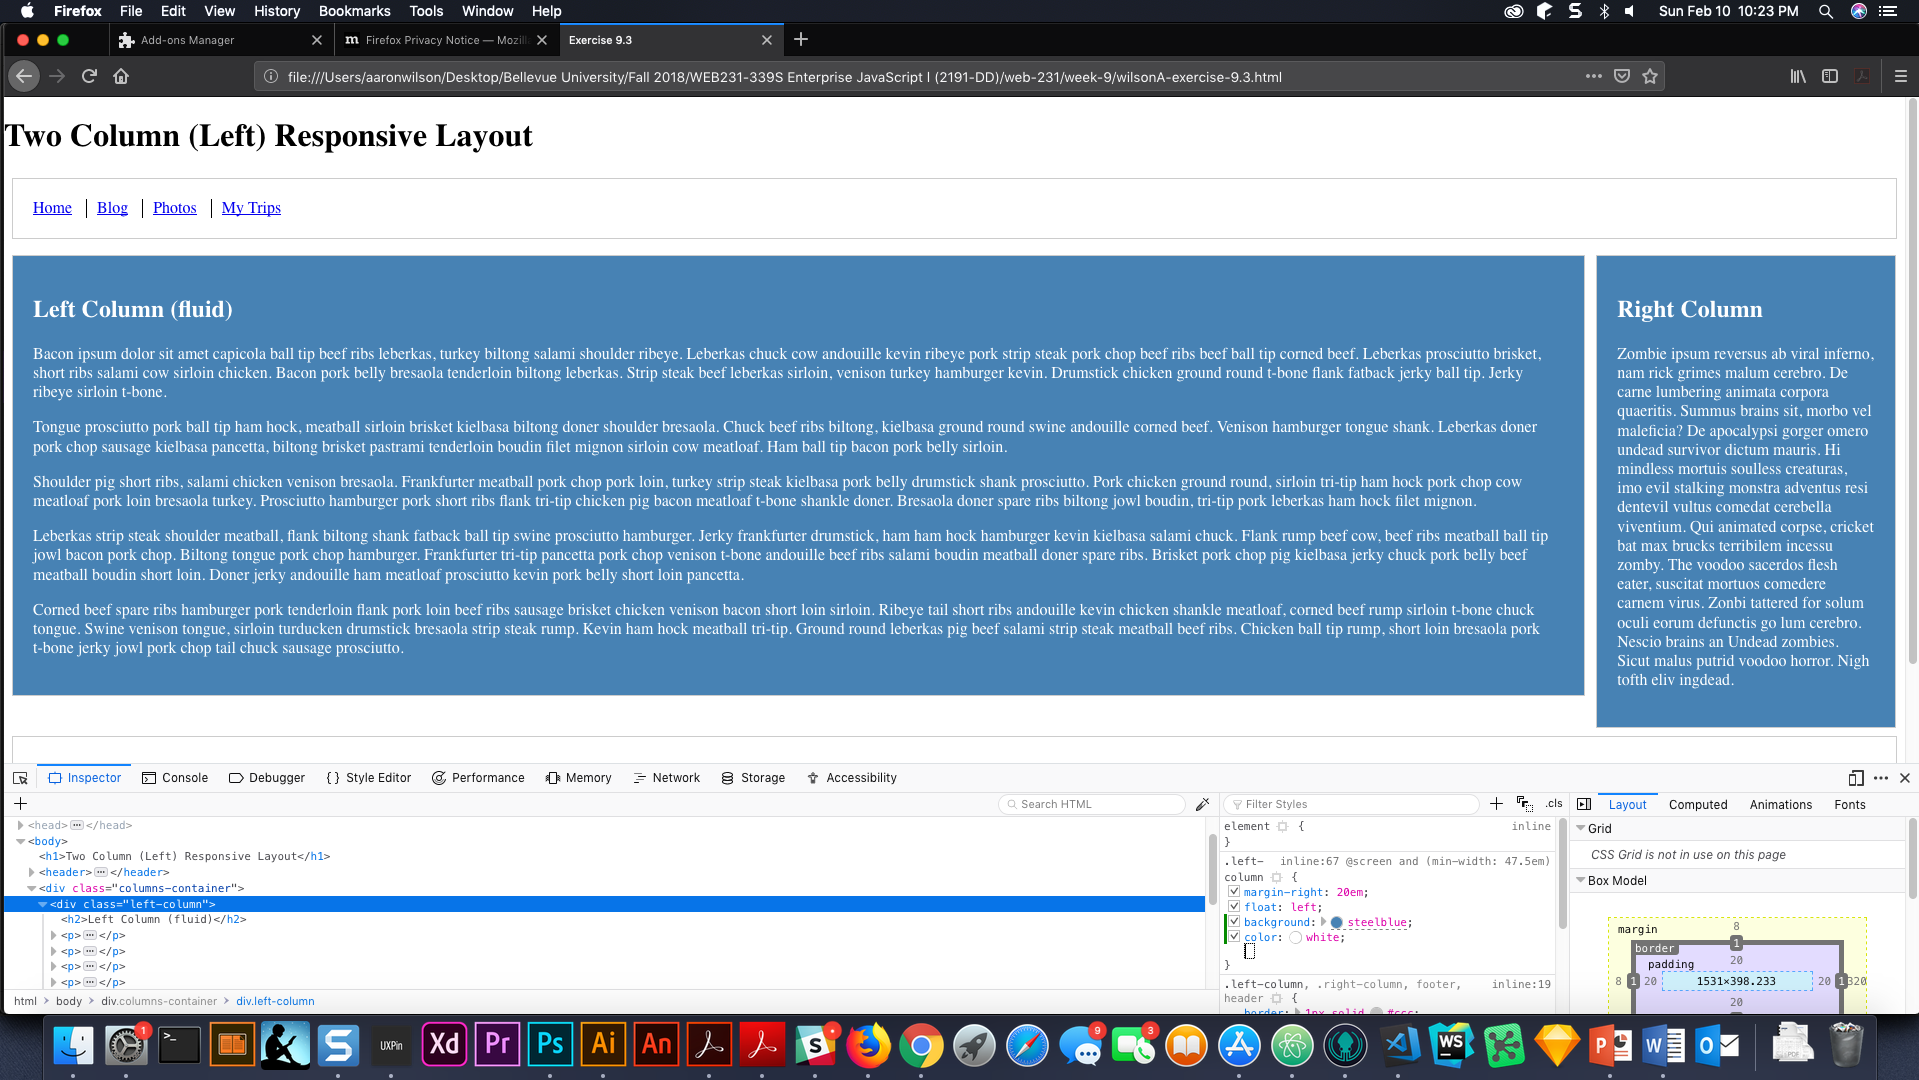 Firefox File Edit View History Bookmarks Tools Window Help Sun Feb 10 10:23 PM
Add-ons Manager
Firefox Privacy Notice — Mozill
Exercise 9.3
file:///Users/aaronwilson/Desktop/Bellevue University/Fall 2018/WEB231-339S Enterprise JavaScript I (2191-DD)/web-231/week-9/wilsonA-exercise-9.3.html
Two Column (Left) Responsive Layout
Home Blog Photos My Trips
Left Column (fluid)
Bacon ipsum dolor sit amet capicola ball tip beef ribs leberkas, turkey biltong salami shoulder ribeye. Leberkas chuck cow andouille kevin ribeye pork strip steak pork chop beef ribs beef ball tip corned beef. Leberkas prosciutto brisket,
short ribs salami cow sirloin chicken. Bacon pork belly bresaola tenderloin biltong leberkas. Strip steak beef leberkas sirloin, venison turkey hamburger kevin. Drumstick chicken ground round t-bone flank fatback jerky ball tip. Jerky
ribeye sirloin t-bone.
Tongue prosciutto pork ball tip ham hock, meatball sirloin brisket kielbasa biltong doner shoulder bresaola. Chuck beef ribs biltong, kielbasa ground round swine andouille corned beef. Venison hamburger tongue shank. Leberkas doner
pork chop sausage kielbasa pancetta, biltong brisket pastrami tenderloin boudin filet mignon sirloin cow meatloaf. Ham ball tip bacon pork belly sirloin.
Shoulder pig short ribs, salami chicken venison bresaola. Frankfurter meatball pork chop pork loin, turkey strip steak kielbasa pork belly drumstick shank prosciutto. Pork chicken ground round, sirloin tri-tip ham hock pork chop cow
meatloaf pork loin bresaola turkey. Prosciutto hamburger pork short ribs flank tri-tip chicken pig bacon meatloaf t-bone shankle doner. Bresaola doner spare ribs biltong jowl boudin, tri-tip pork leberkas ham hock filet mignon.
Leberkas strip steak shoulder meatball, flank biltong shank fatback ball tip swine prosciutto hamburger. Jerky frankfurter drumstick, ham ham hock hamburger kevin kielbasa salami chuck. Flank rump beef cow, beef ribs meatball ball tip
jowl bacon pork chop. Biltong tongue pork chop hamburger. Frankfurter tri-tip pancetta pork chop venison t-bone andouille beef ribs salami boudin meatball doner spare ribs. Brisket pork chop pig kielbasa jerky chuck pork belly beef
meatball boudin short loin. Doner jerky andouille ham meatloaf prosciutto kevin pork belly short loin pancetta.
Corned beef spare ribs hamburger pork tenderloin flank pork loin beef ribs sausage brisket chicken venison bacon short loin sirloin. Ribeye tail short ribs andouille kevin chicken shankle meatloaf, corned beef rump sirloin t-bone chuck
tongue. Swine venison tongue, sirloin turducken drumstick bresaola strip steak rump. Kevin ham hock meatball tri-tip. Ground round leberkas pig beef salami strip steak meatball beef ribs. Chicken ball tip rump, short loin bresaola pork
t-bone jerky jowl pork chop tail chuck sausage prosciutto.
Right Column
Zombie ipsum reversus ab viral inferno,
nam rick grimes malum cerebro. De
carne lumbering animata corpora
quaeritis. Summus brains sit, morbo vel
maleficia? De apocalypsi gorger omero
undead survivor dictum mauris. Hi
mindless mortuis soulless creaturas,
imo evil stalking monstra adventus resi
dentevil vultus comedat cerebella
viventium. Qui animated corpse, cricket
bat max brucks terribilem incessu
zomby. The voodoo sacerdos flesh
eater, suscitat mortuos comedere
carnem virus. Zonbi tattered for solum
oculi eorum defunctis go lum cerebro.
Nescio brains an Undead zombies.
Sicut malus putrid voodoo horror. Nigh
tofth eliv ingdead.
Inspector Console Debugger {} Style Editor Performance Memory Network Storage Accessibility
Search HTML
<head></head>
<body>
<h1>Two Column (Left) Responsive Layout</h1>
<header></header>
<div class="columns-container">
<div class="left-column">
<h2>Left Column (fluid)</h2>
<p></p>
<p></p>
<p></p>
<p></p>
html > body > div.columns-container > div.left-column
Filter Styles .cls
element { inline
}
.left- inline:67 @screen and (min-width: 47.5em)
column {
margin-right: 20em;
float: left;
background: steelblue;
color: white;
}
.left-column, .right-column, footer, inline:19
header {
border: 1px solid #ccc;
Layout Computed Animations Fonts
Grid
CSS Grid is not in use on this page
Box Model
margin 8
border 1
padding 20
8 1 20 1531×398.233 20 1 320
20
1
UXPin
Xd
Pr
Ps
Ai
An
9
3
WS
PDF